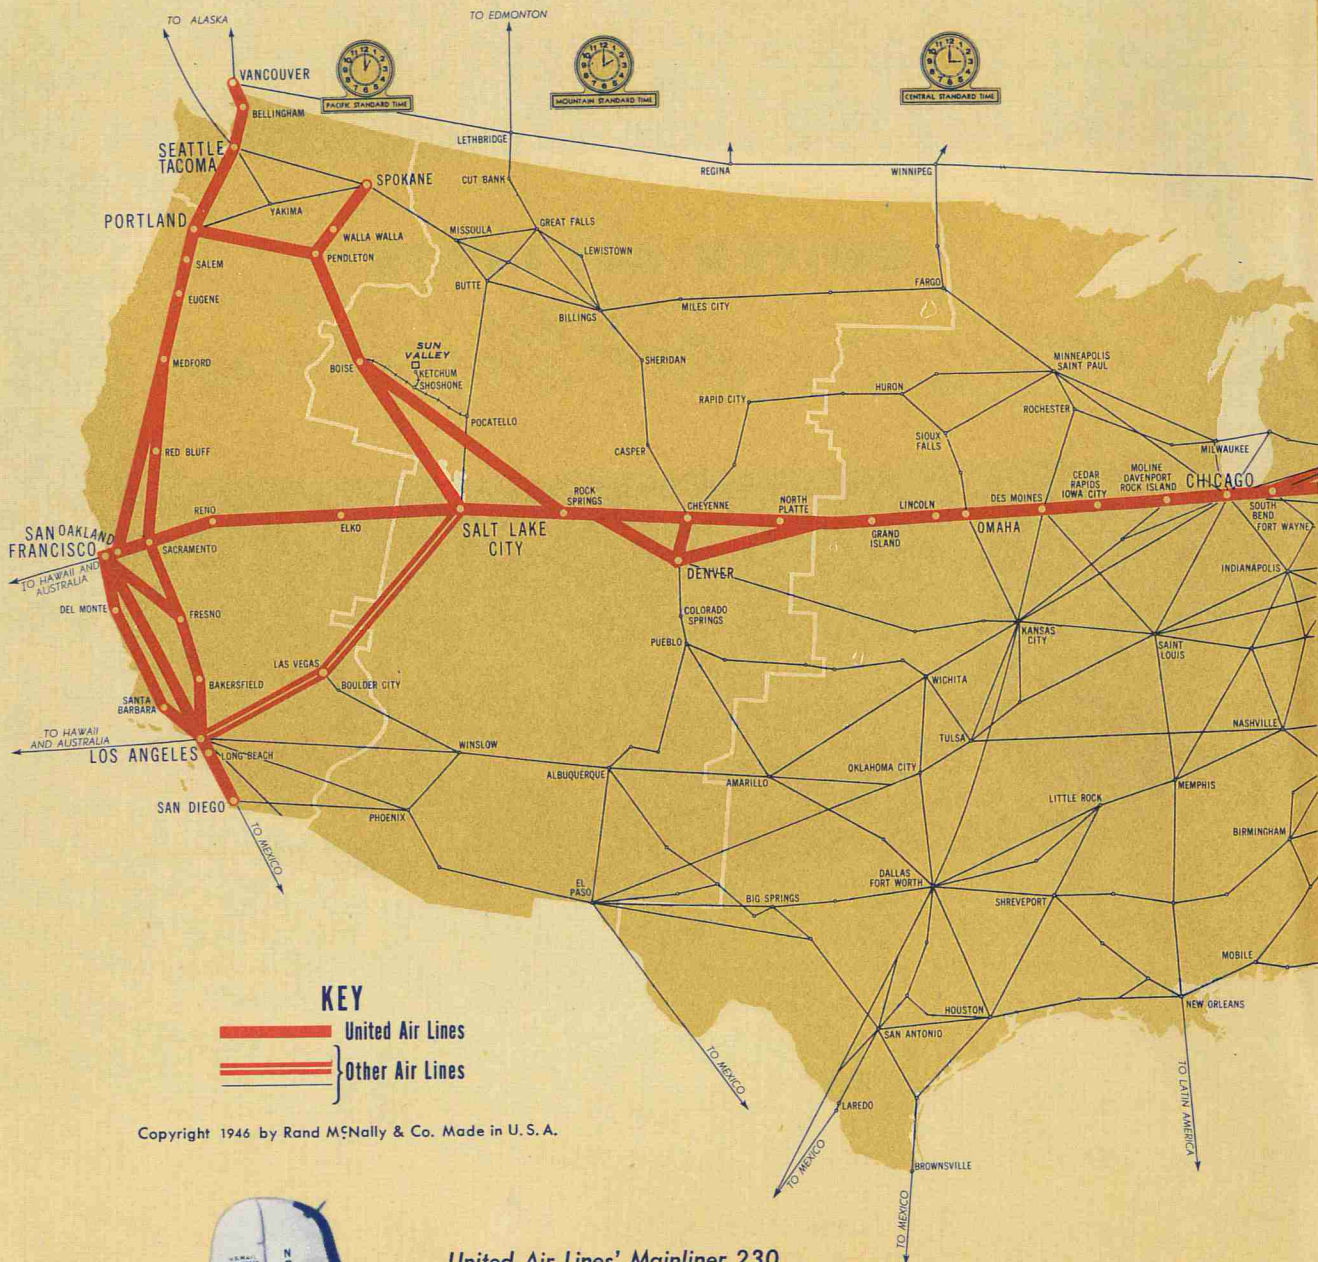 TO ALASKA
TO EDMONTON
VANCOUVER
PACIFIC STANDARD TIME
MOUNTAIN STANDARD TIME
CENTRAL STANDARD TIME
BELLINGHAM
LETHBRIDGE
SEATTLE
TACOMA
REGINA
WINNIPEG
SPOKANE
CUT BANK
YAKIMA
PORTLAND
WALLA WALLA
MISSOULA
GREAT FALLS
PENDLETON
LEWISTOWN
SALEM
BUTTE
FARGO
EUGENE
MILES CITY
BILLINGS
SUN
VALLEY
KETCHUM
SHOSHONE
MEDFORD
BOISE
SHERIDAN
MINNEAPOLIS
SAINT PAUL
HURON
RAPID CITY
ROCHESTER
POCATELLO
SIOUX
FALLS
RED BLUFF
CASPER
MILWAUKEE
RENO
ELKO
SALT LAKE
CITY
ROCK
SPRINGS
CHEYENNE
NORTH
PLATTE
GRAND
ISLAND
LINCOLN
OMAHA
DES MOINES
CEDAR
RAPIDS
IOWA CITY
MOLINE
DAVENPORT
ROCK ISLAND
CHICAGO
SOUTH
BEND
FORT WAYNE
SAN
FRANCISCO
OAKLAND
SACRAMENTO
TO HAWAII AND
AUSTRALIA
DENVER
INDIANAPOLIS
DEL MONTE
FRESNO
COLORADO
SPRINGS
KANSAS
CITY
SAINT
LOUIS
PUEBLO
LAS VEGAS
BOULDER CITY
BAKERSFIELD
WICHITA
SANTA
BARBARA
TO HAWAII
AND AUSTRALIA
NASHVILLE
TULSA
LOS ANGELES
LONG BEACH
WINSLOW
ALBUQUERQUE
AMARILLO
OKLAHOMA CITY
MEMPHIS
SAN DIEGO
PHOENIX
LITTLE ROCK
BIRMINGHAM
TO MEXICO
EL
PASO
BIG SPRINGS
DALLAS
FORT WORTH
SHREVEPORT
MOBILE
HOUSTON
NEW ORLEANS
SAN ANTONIO
TO MEXICO
LAREDO
TO MEXICO
BROWNSVILLE
TO MEXICO
TO LATIN AMERICA
KEY
United Air Lines
Other Air Lines
Copyright 1946 by Rand McNally & Co. Made in U.S.A.
United Air Lines' Mainliner 230